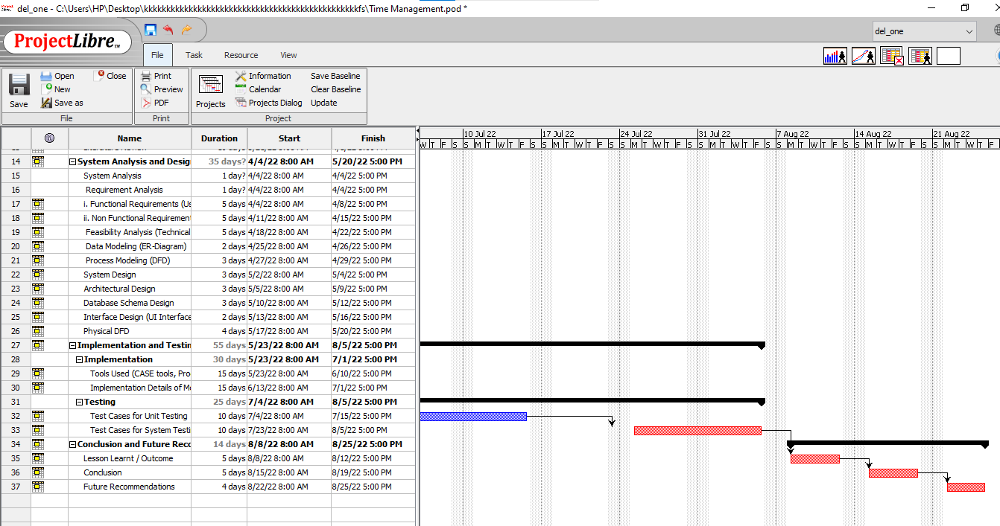 del_one - C:\Users\HP\Desktop\kkkkkkkkkkkkkkkkkkkkkkkkkkkkkkkkkkkkkkkkkkkkkkkkfs\Time Management.pod *
ProjectLibre™
del_one
File Task Resource View
Save
Open
New
Save as
Close
File
Print
Preview
PDF
Print
Projects
Information
Calendar
Projects Dialog
Save Baseline
Clear Baseline
Update
Project
Name Duration Start Finish
10 Jul 22 17 Jul 22 24 Jul 22 31 Jul 22 7 Aug 22 14 Aug 22 21 Aug 22
W T F S S M T W T F S S M T W T F S S M T W T F S S M T W T F S S M T W T F S S M T W T F S S M T W T F
14 System Analysis and Desig 35 days? 4/4/22 8:00 AM 5/20/22 5:00 PM
15 System Analysis 1 day? 4/4/22 8:00 AM 4/4/22 5:00 PM
16 Requirement Analysis 1 day? 4/4/22 8:00 AM 4/4/22 5:00 PM
17 i. Functional Requirements (Us 5 days 4/4/22 8:00 AM 4/8/22 5:00 PM
18 ii. Non Functional Requirement 5 days 4/11/22 8:00 AM 4/15/22 5:00 PM
19 Feasibility Analysis (Technical 5 days 4/18/22 8:00 AM 4/22/22 5:00 PM
20 Data Modeling (ER-Diagram) 2 days 4/25/22 8:00 AM 4/26/22 5:00 PM
21 Process Modeling (DFD) 3 days 4/27/22 8:00 AM 4/29/22 5:00 PM
22 System Design 3 days 5/2/22 8:00 AM 5/4/22 5:00 PM
23 Architectural Design 3 days 5/5/22 8:00 AM 5/9/22 5:00 PM
24 Database Schema Design 3 days 5/10/22 8:00 AM 5/12/22 5:00 PM
25 Interface Design (UI Interface 2 days 5/13/22 8:00 AM 5/16/22 5:00 PM
26 Physical DFD 4 days 5/17/22 8:00 AM 5/20/22 5:00 PM
27 Implementation and Testin 55 days 5/23/22 8:00 AM 8/5/22 5:00 PM
28 Implementation 30 days 5/23/22 8:00 AM 7/1/22 5:00 PM
29 Tools Used (CASE tools, Pro 15 days 5/23/22 8:00 AM 6/10/22 5:00 PM
30 Implementation Details of Mo 15 days 6/13/22 8:00 AM 7/1/22 5:00 PM
31 Testing 25 days 7/4/22 8:00 AM 8/5/22 5:00 PM
32 Test Cases for Unit Testing 10 days 7/4/22 8:00 AM 7/15/22 5:00 PM
33 Test Cases for System Testi 10 days 7/23/22 8:00 AM 8/5/22 5:00 PM
34 Conclusion and Future Reco 14 days 8/8/22 8:00 AM 8/25/22 5:00 PM
35 Lesson Learnt / Outcome 5 days 8/8/22 8:00 AM 8/12/22 5:00 PM
36 Conclusion 5 days 8/15/22 8:00 AM 8/19/22 5:00 PM
37 Future Recommendations 4 days 8/22/22 8:00 AM 8/25/22 5:00 PM